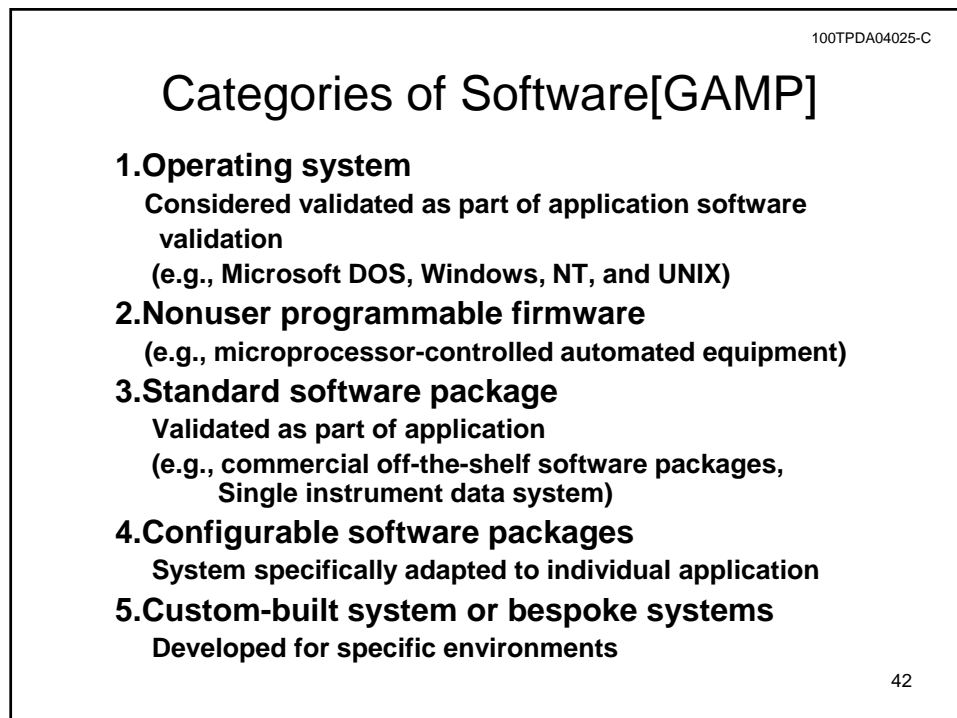 100TPDA04025-C
Categories of Software[GAMP]
1.Operating system
Considered validated as part of application software
validation
(e.g., Microsoft DOS, Windows, NT, and UNIX)
2.Nonuser programmable firmware
(e.g., microprocessor-controlled automated equipment)
3.Standard software package
Validated as part of application
(e.g., commercial off-the-shelf software packages,
Single instrument data system)
4.Configurable software packages
System specifically adapted to individual application
5.Custom-built system or bespoke systems
Developed for specific environments
42